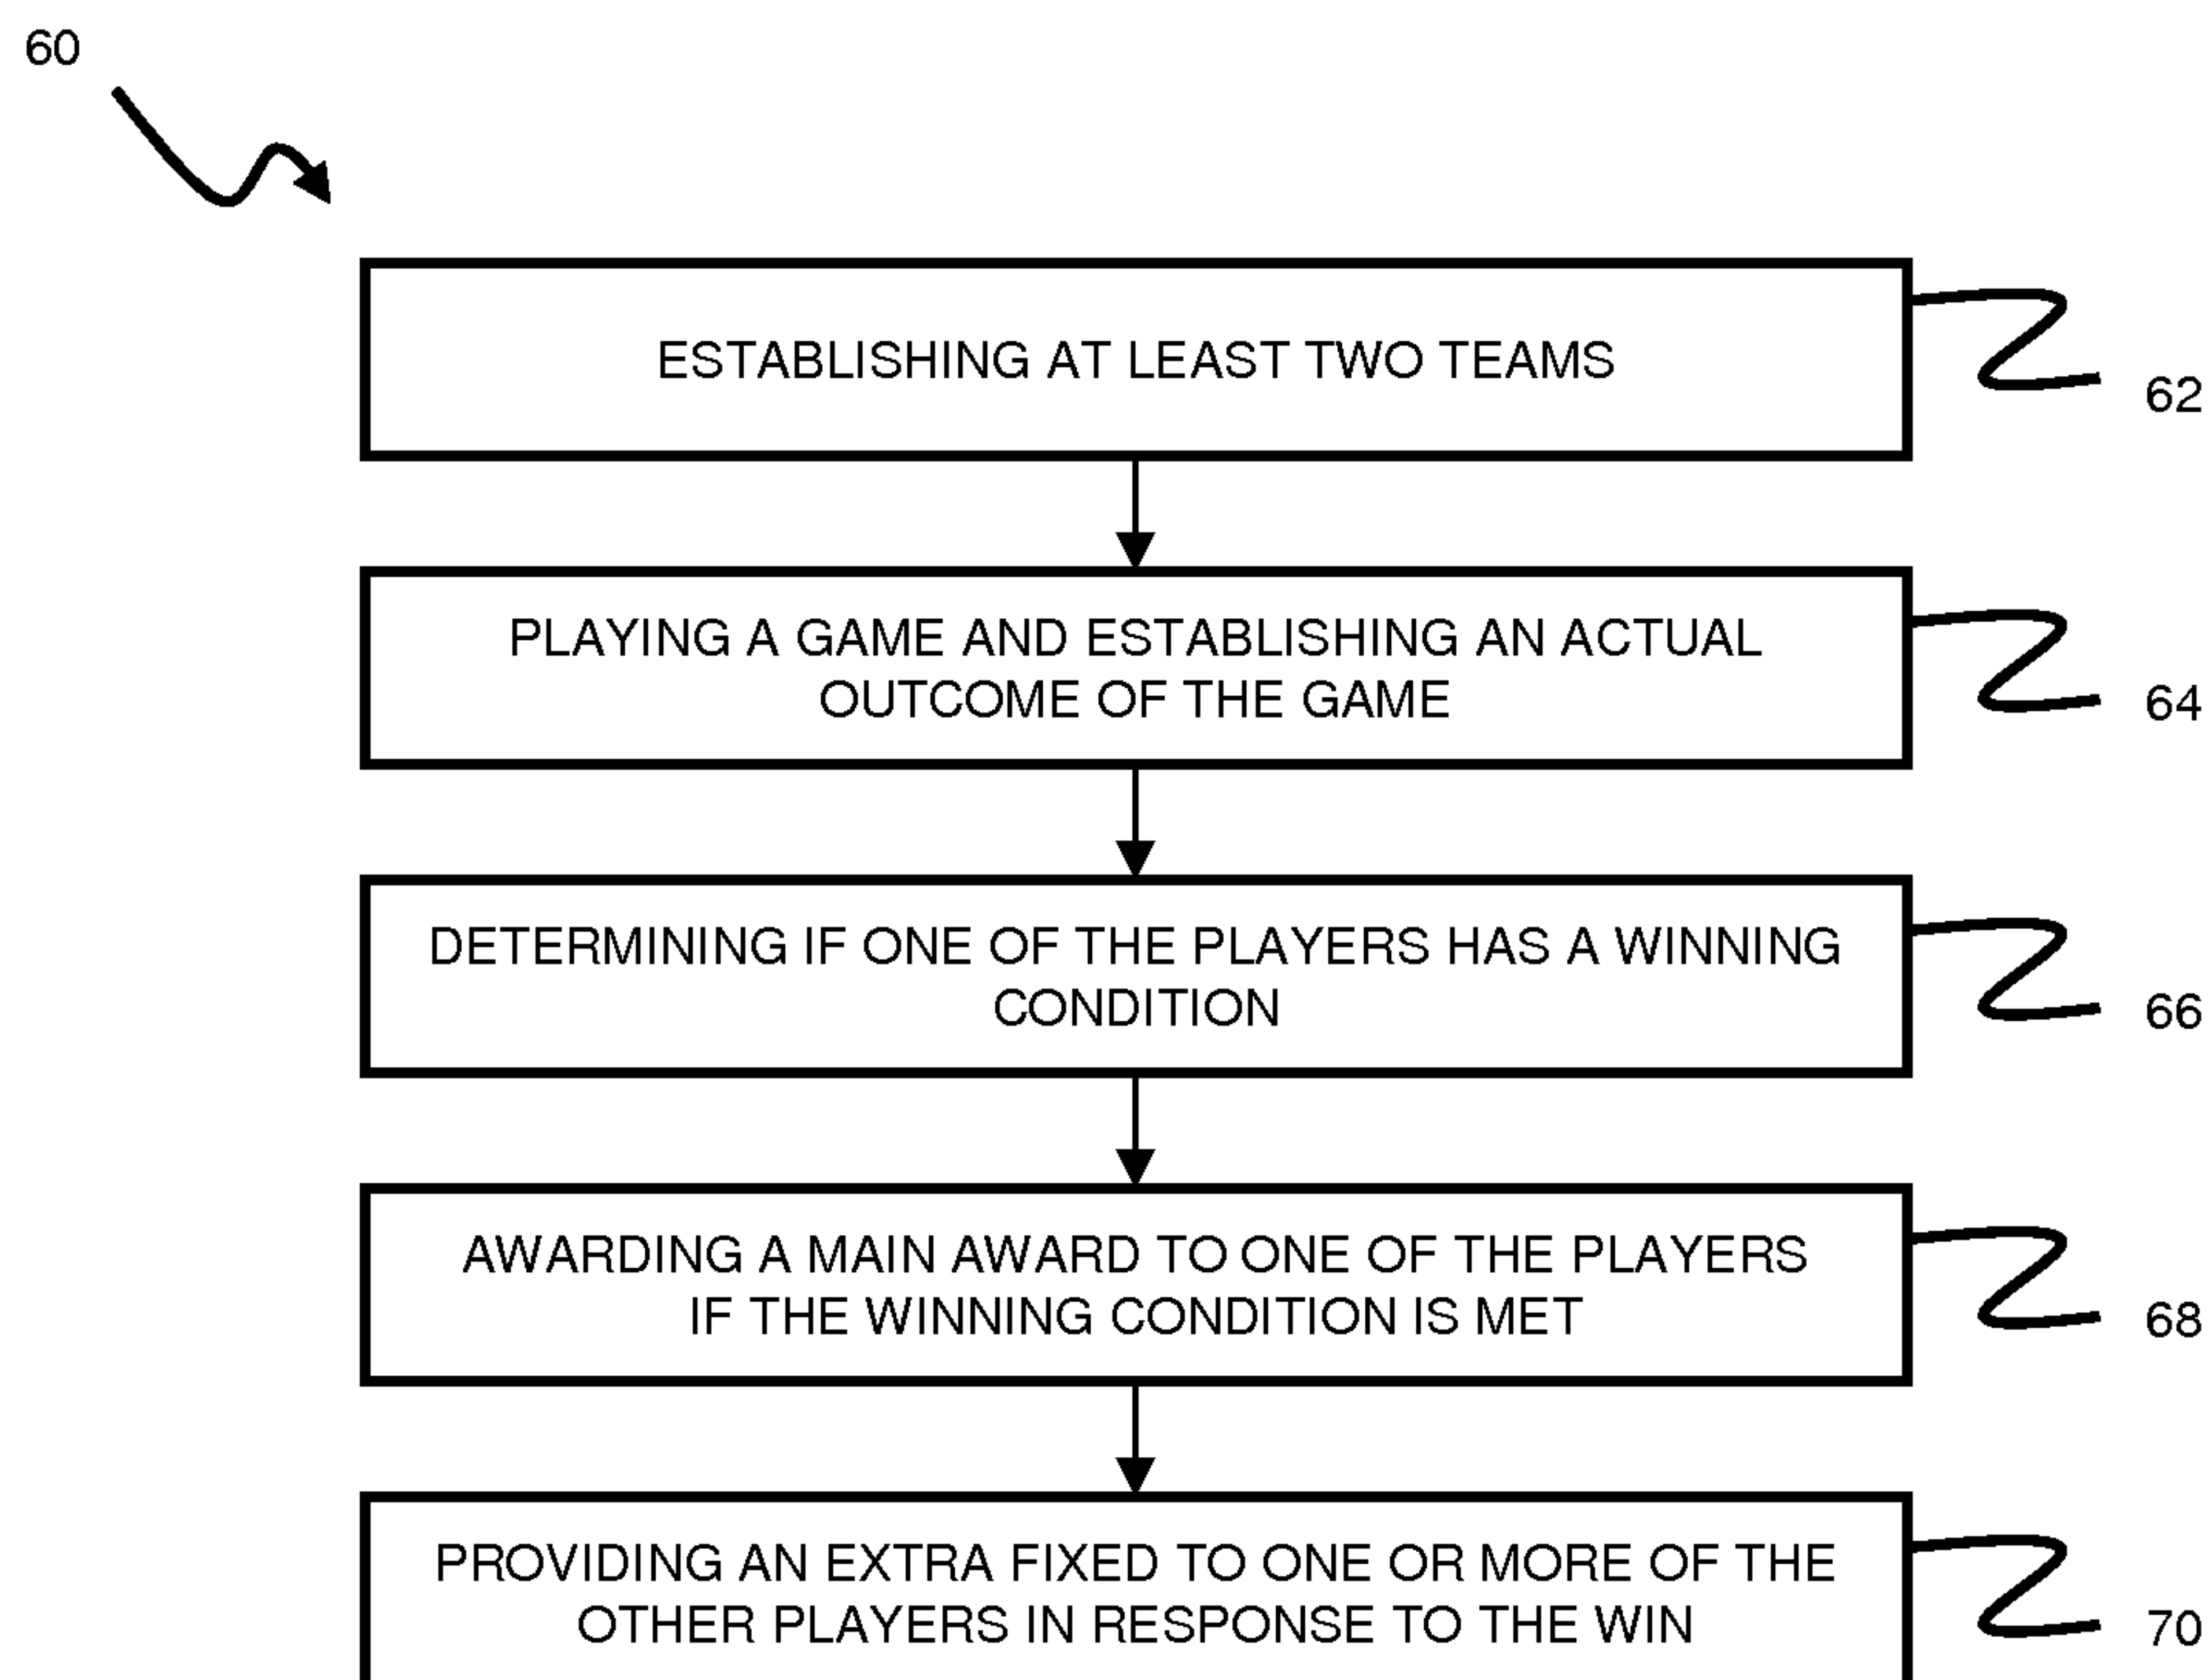 60
ESTABLISHING AT LEAST TWO TEAMS
62
PLAYING A GAME AND ESTABLISHING AN ACTUAL
OUTCOME OF THE GAME
64
DETERMINING IF ONE OF THE PLAYERS HAS A WINNING
CONDITION
66
AWARDING A MAIN AWARD TO ONE OF THE PLAYERS
IF THE WINNING CONDITION IS MET
68
PROVIDING AN EXTRA FIXED TO ONE OR MORE OF THE
OTHER PLAYERS IN RESPONSE TO THE WIN
70